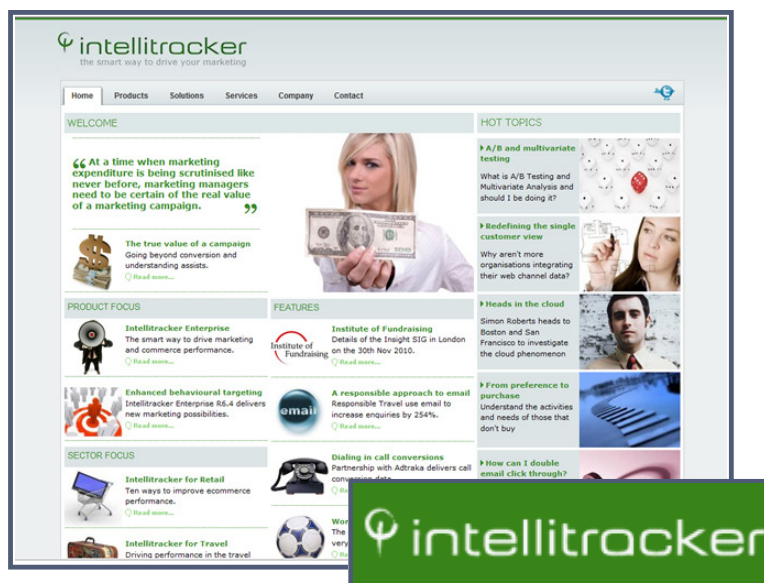 intellitracker
the smart way to drive your marketing
Home Products Solutions Services Company Contact
WELCOME
“ At a time when marketing
expenditure is being scrutinised like
never before, marketing managers
need to be certain of the real value
of a marketing campaign. ”
The true value of a campaign
Going beyond conversion and
understanding assists.
Read more...
PRODUCT FOCUS
Intellitracker Enterprise
The smart way to drive marketing
and commerce performance.
Read more...
Enhanced behavioural targeting
Intellitracker Enterprise R6.4 delivers
new marketing possibilities.
Read more...
SECTOR FOCUS
Intellitracker for Retail
Ten ways to improve ecommerce
performance.
Read more...
Intellitracker for Travel
Driving performance in the travel
FEATURES
Institute of
Fundraising
Institute of Fundraising
Details of the Insight SIG in London
on the 30th Nov 2010.
Read more...
email
A responsible approach to email
Responsible Travel use email to
increase enquiries by 254%.
Read more...
Dialing in call conversions
Partnership with Adtraka delivers call
The
very
HOT TOPICS
A/B and multivariate
testing
What is A/B Testing and
Multivariate Analysis and
should I be doing it?
Redefining the single
customer view
Why aren't more
organisations integrating
their web channel data?
Heads in the cloud
Simon Roberts heads to
Boston and San
Francisco to investigate
the cloud phenomenon
From preference to
purchase
Understand the activities
and needs of those that
don't buy
How can I double
email click through?
intellitracker